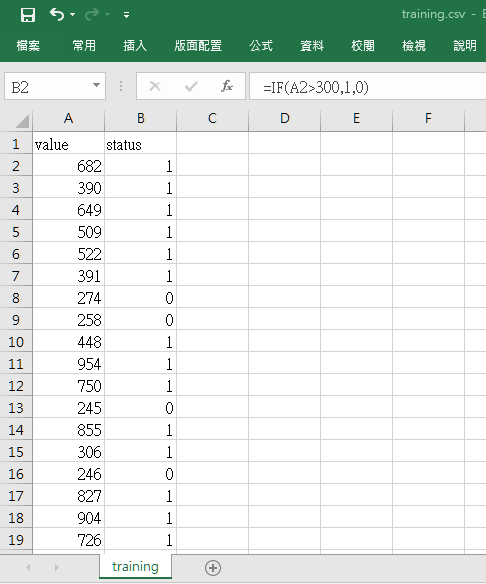 training.csv - E
檔案 常用 插入 版面配置 公式 資料 校閱 檢視 說明
B2 fx =IF(A2>300,1,0)
A B C D E F
1 value status
2 682 1
3 390 1
4 649 1
5 509 1
6 522 1
7 391 1
8 274 0
9 258 0
10 448 1
11 954 1
12 750 1
13 245 0
14 855 1
15 306 1
16 246 0
17 827 1
18 904 1
19 726 1
training